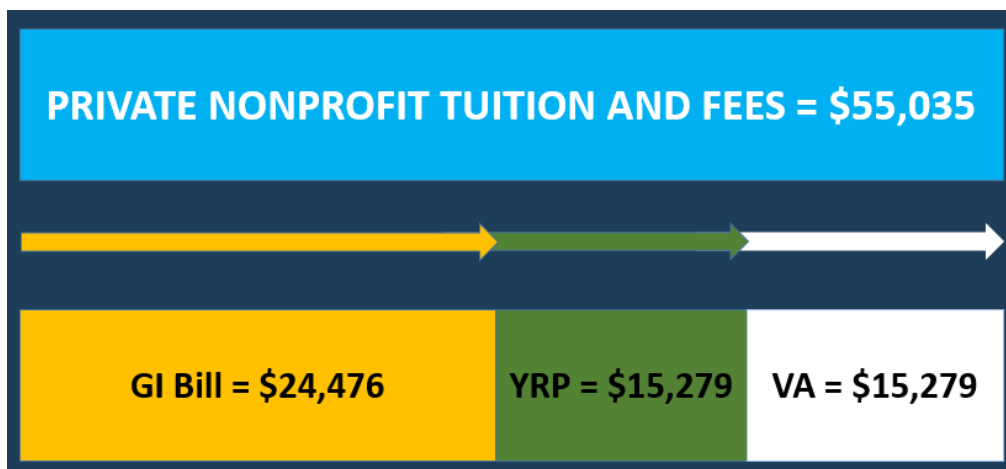 PRIVATE NONPROFIT TUITION AND FEES = $55,035
GI Bill = $24,476
YRP = $15,279
VA = $15,279